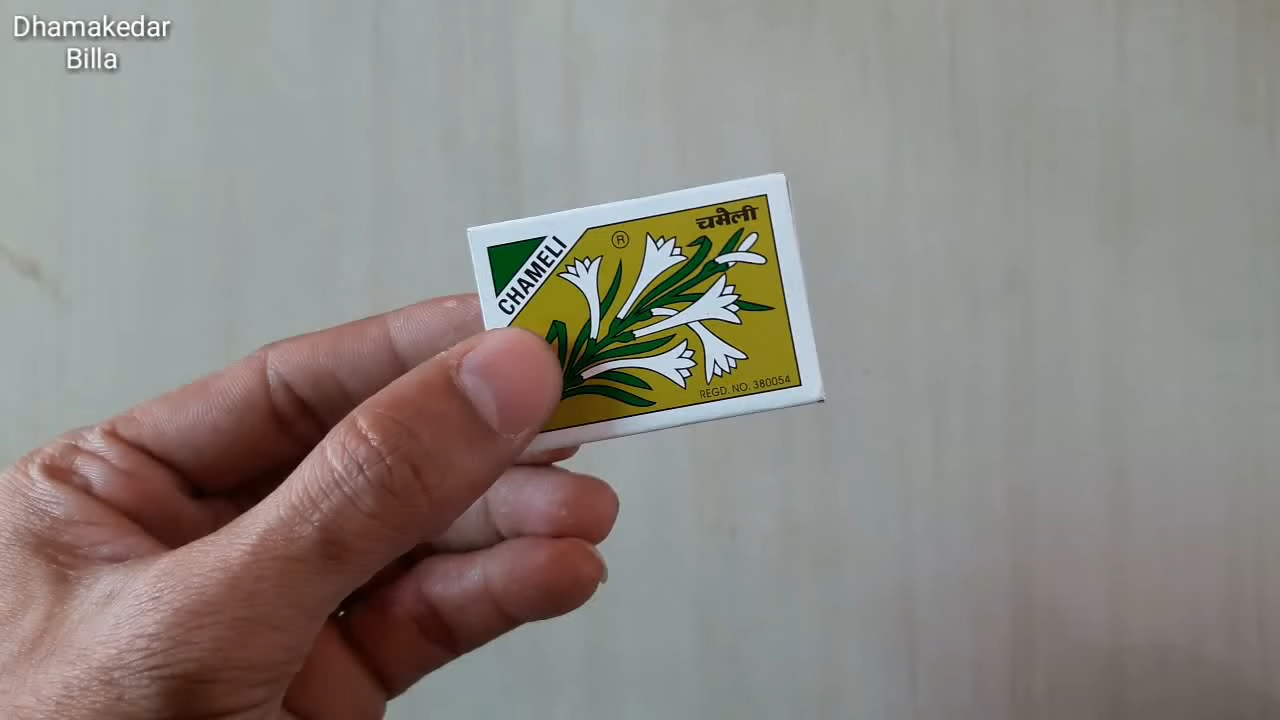 Dhamakedar
Billa
चमेली
CHAMELI
®
REGD. NO. 380054